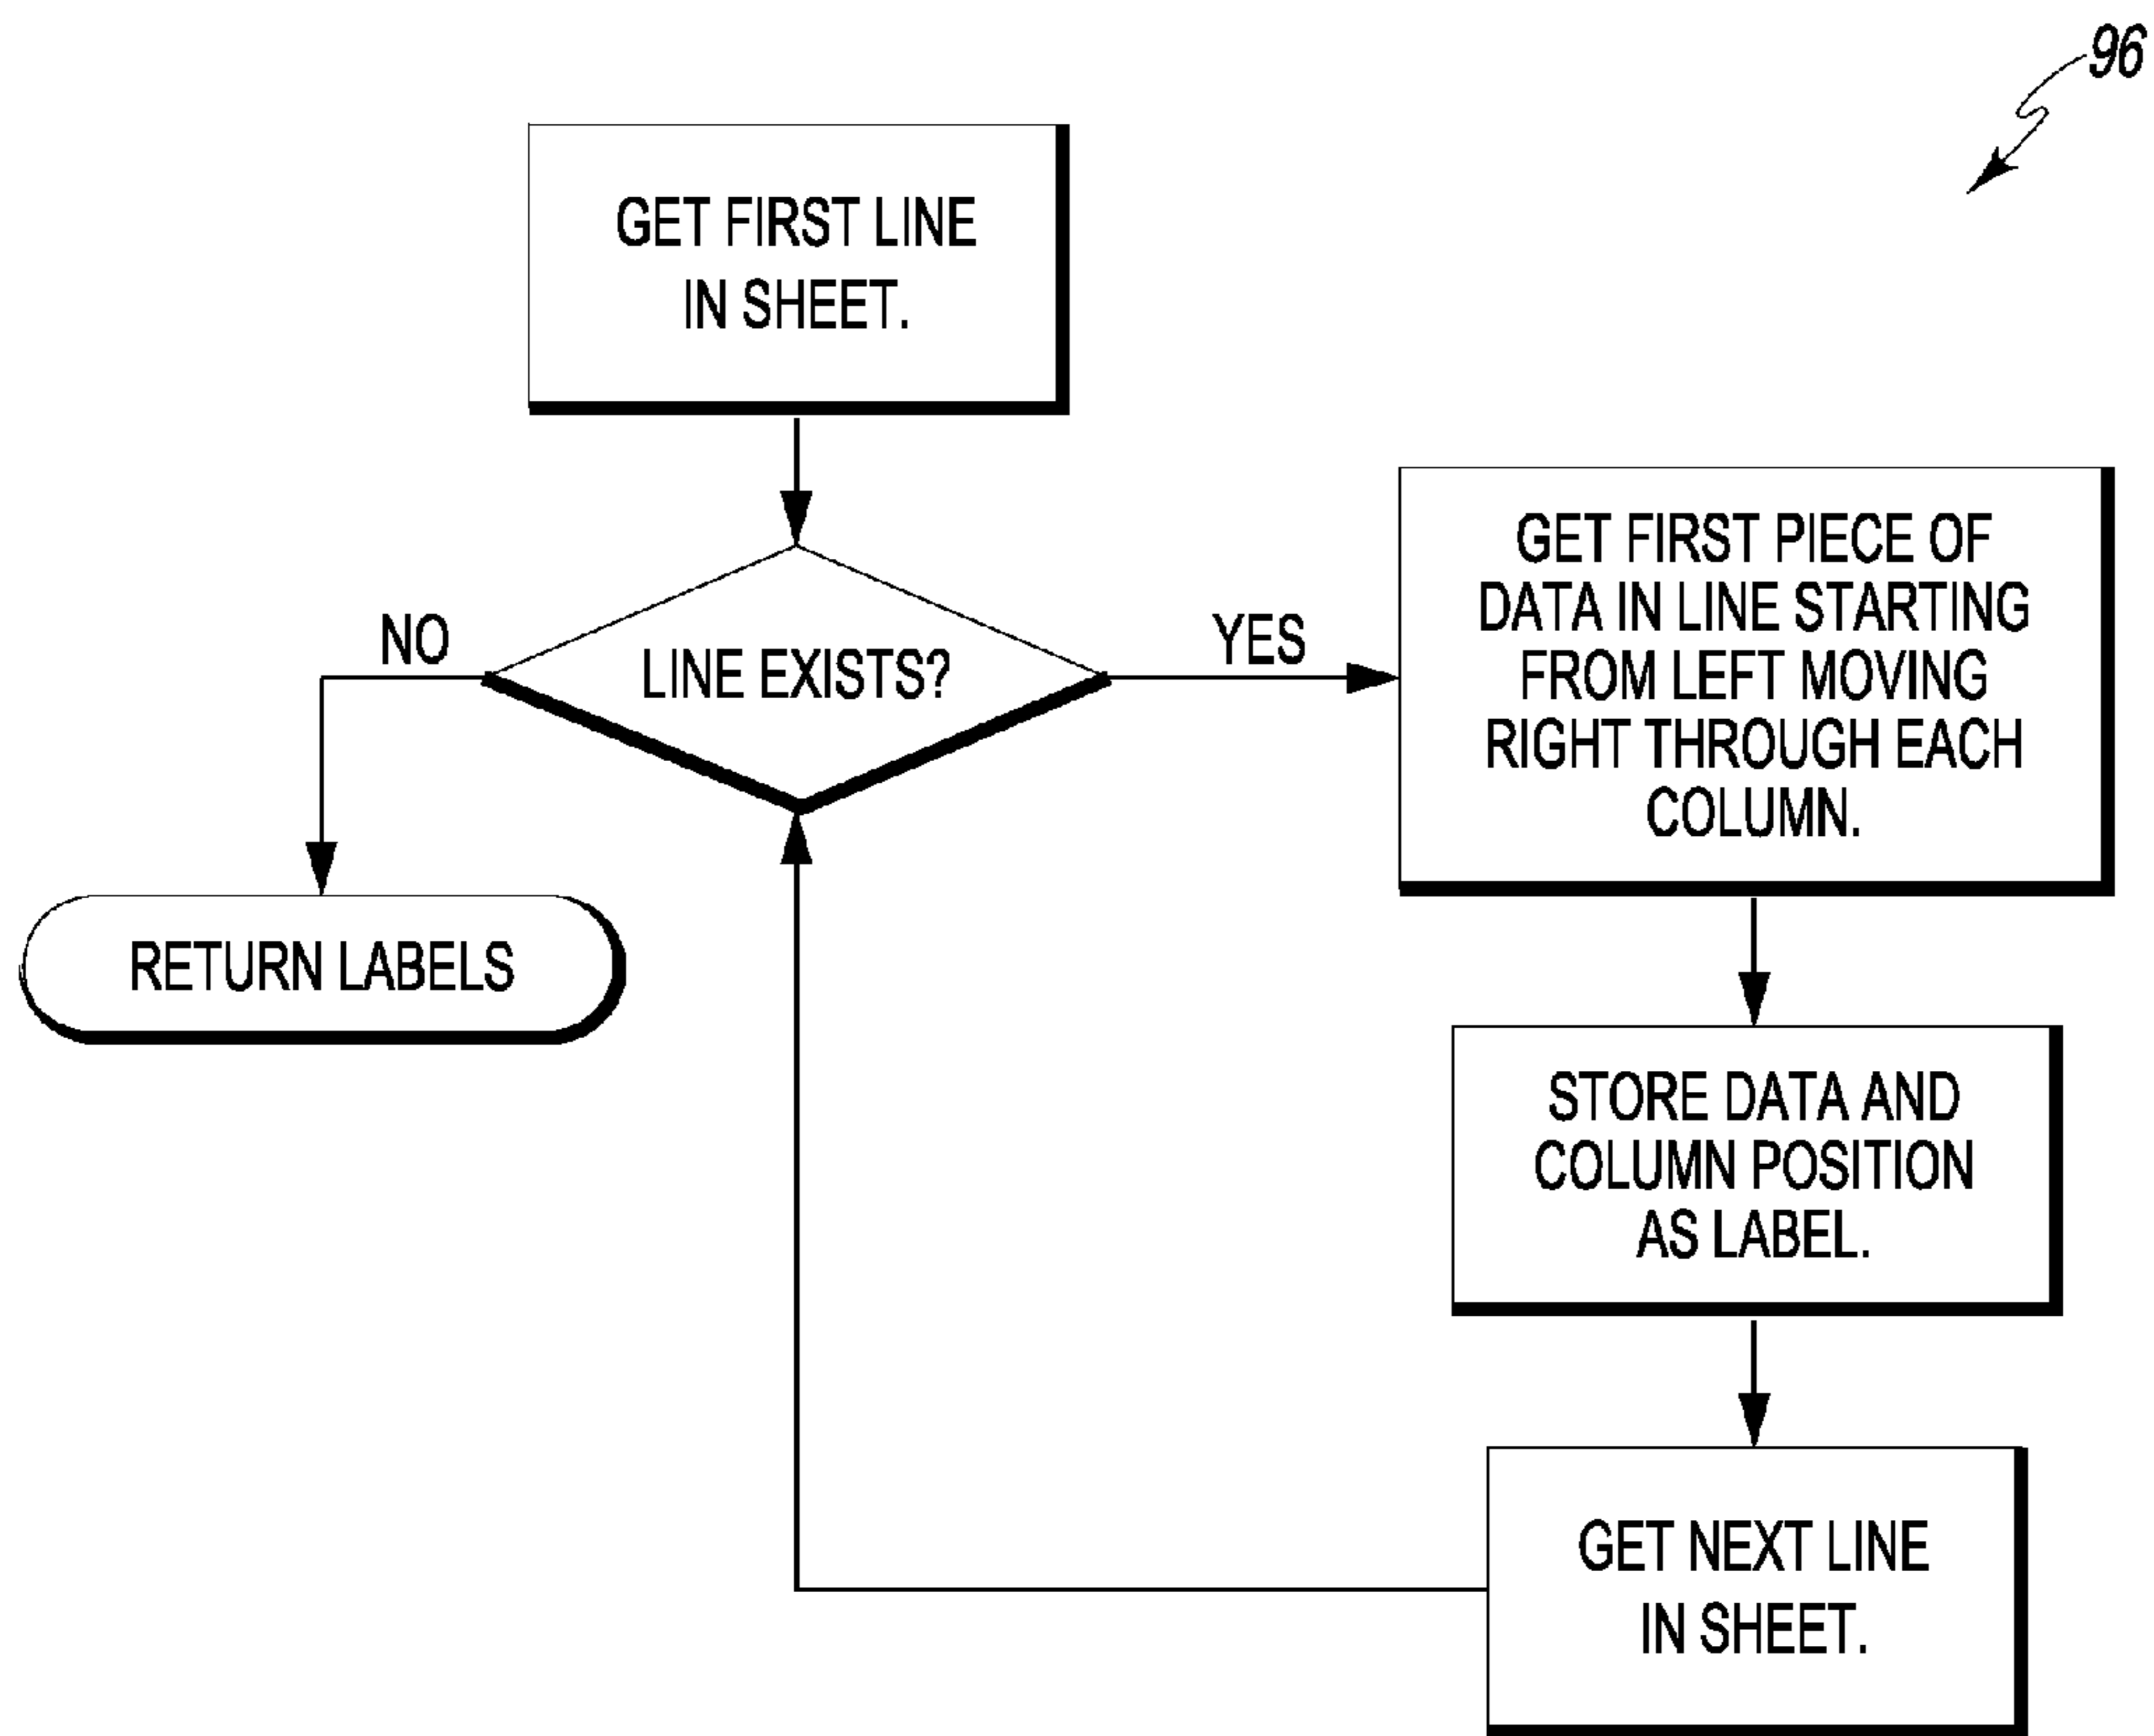 96
GET FIRST LINE
IN SHEET.
LINE EXISTS?
NO
YES
GET FIRST PIECE OF
DATA IN LINE STARTING
FROM LEFT MOVING
RIGHT THROUGH EACH
COLUMN.
RETURN LABELS
STORE DATA AND
COLUMN POSITION
AS LABEL.
GET NEXT LINE
IN SHEET.